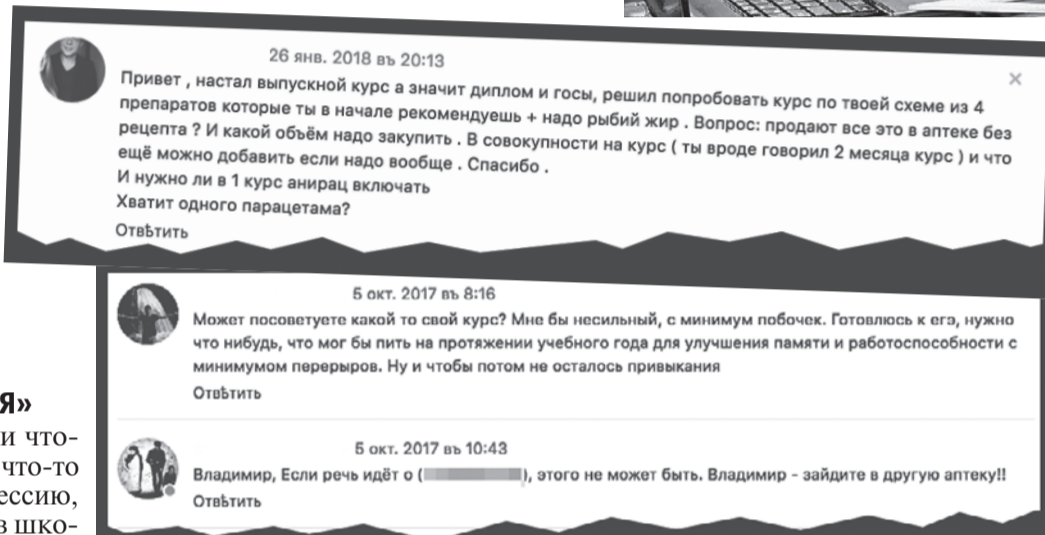 26 янв. 2018 въ 20:13
Привет , настал выпускной курс а значит диплом и госы, решил попробовать курс по твоей схеме из 4
препаратов которые ты в начале рекомендуешь + надо рыбий жир . Вопрос: продают все это в аптеке без
рецепта ? И какой объём надо закупить . В совокупности на курс ( ты вроде говорил 2 месяца курс ) и что
ещё можно добавить если надо вообще . Спасибо .
И нужно ли в 1 курс анирац включать
Хватит одного парацетама?
Отвѣтить
5 окт. 2017 въ 8:16
Может посоветуете какой то свой курс? Мне бы несильный, с минимум побочек. Готовлюсь к егэ, нужно
что нибудь, что мог бы пить на протяжении учебного года для улучшения памяти и работоспособности с
минимумом перерыров. Ну и чтобы потом не осталось привыкания
Отвѣтить
5 окт. 2017 въ 10:43
Владимир, Если речь идёт о ( ), этого не может быть. Владимир - зайдите в другую аптеку!!
Отвѣтить
Я»
и что-
что-то
ессию,
в шко-